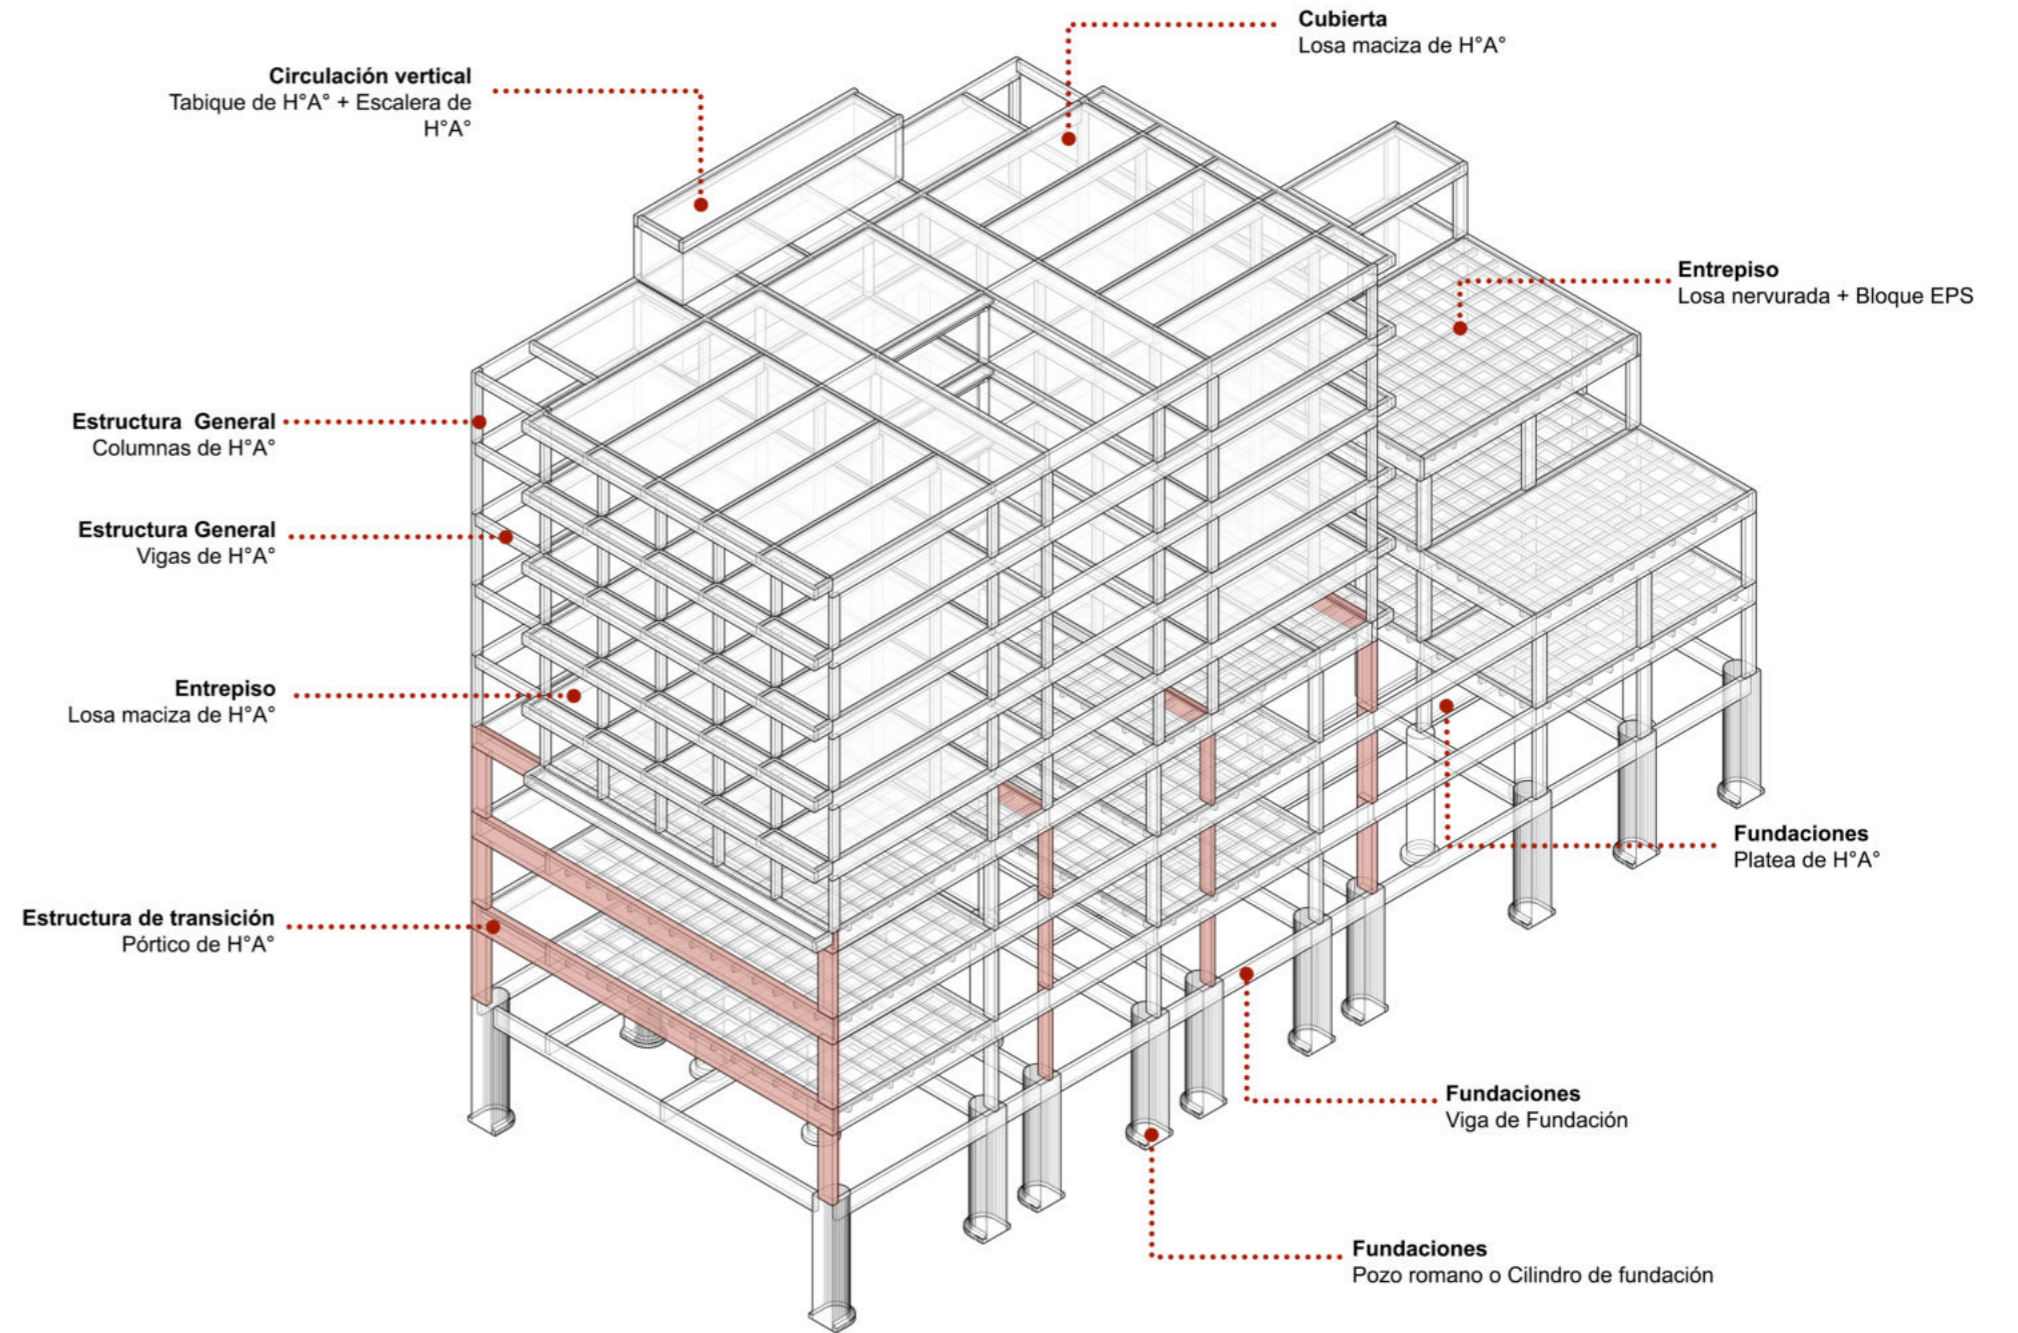 Cubierta
Losa maciza de H°A°
Circulación vertical
Tabique de H°A° + Escalera de
H°A°
Entrepiso
Losa nervurada + Bloque EPS
Estructura  General
Columnas de H°A°
Estructura General
Vigas de H°A°
Entrepiso
Losa maciza de H°A°
Fundaciones
Platea de H°A°
Estructura de transición
Pórtico de H°A°
Fundaciones
Viga de Fundación
Fundaciones
Pozo romano o Cilindro de fundación